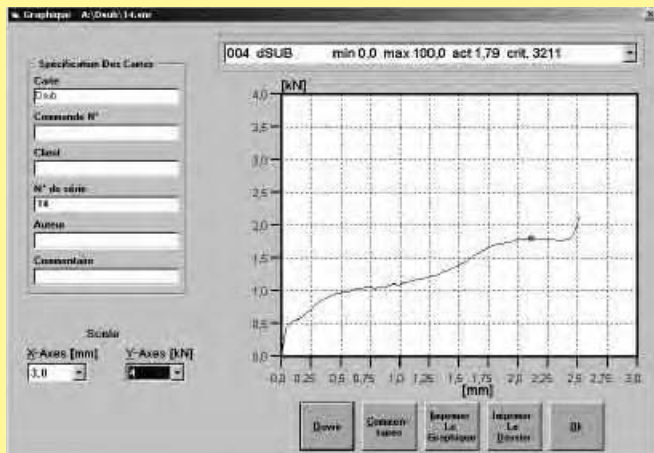 Graphique A:\Dsub\14.xnr
Spécification Des Cartes
Carte
Dsub
Commande N°
Client
N° de série
14
Auteur
Commentaire
Scale
X-Axes [mm]
3,0
Y-Axes [kN]
4
004 dSUB min 0,0 max 100,0 act 1,79 crit. 3211
[kN]
4,0
3,5
3,0
2,5
2,0
1,5
1,0
0,5
0,0
-0,0 0,25 0,5 0,75 1,0 1,25 1,5 1,75 2,0 2,25 2,5 2,75 3,0
[mm]
Imprimer
Le
Graphique
Imprimer
Le
Dossier
Ok